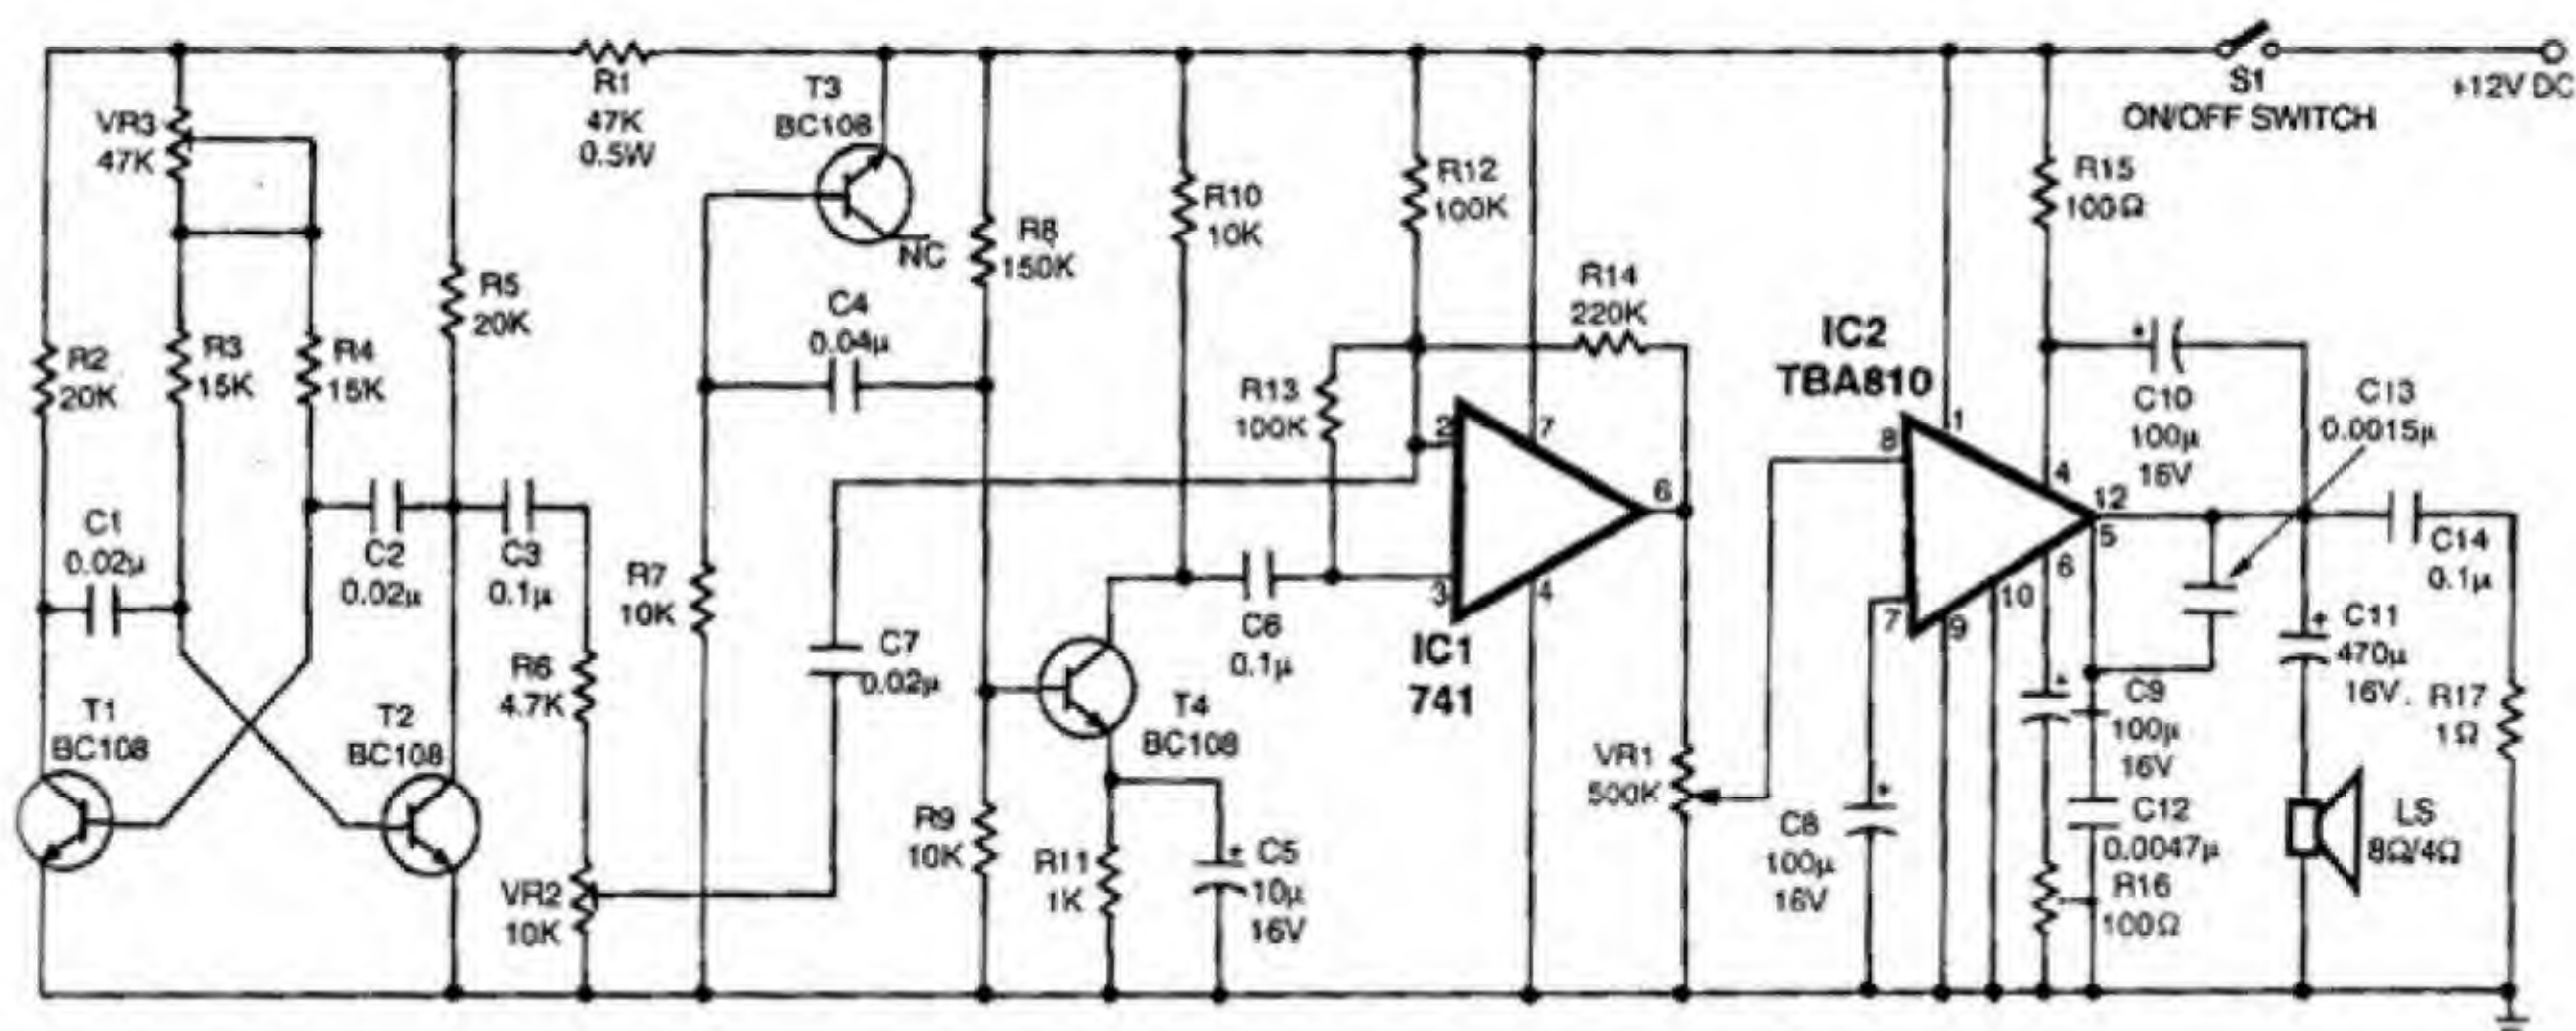 VR3
47K
R1
47K
0.5W
T3
BC108
NC
R8
150K
R10
10K
R12
100K
S1
ON/OFF SWITCH
+12V DC
R15
100Ω
R2
20K
R3
15K
R4
15K
R5
20K
C4
0.04µ
R14
220K
R13
100K
IC2
TBA810
C10
100µ
16V
C13
0.0015µ
C1
0.02µ
C2
0.02µ
C3
0.1µ
R7
10K
R6
4.7K
C7
0.02µ
C6
0.1µ
2
7
3
4
6
IC1
741
8
1
4
12
5
6
10
9
7
C14
0.1µ
C11
470µ
16V.
R17
1Ω
T1
BC108
T2
BC108
T4
BC108
VR1
500K
C9
100µ
16V
C12
0.0047µ
R16
100Ω
C8
100µ
16V
LS
8Ω/4Ω
VR2
10K
R9
10K
R11
1K
C5
10µ
16V